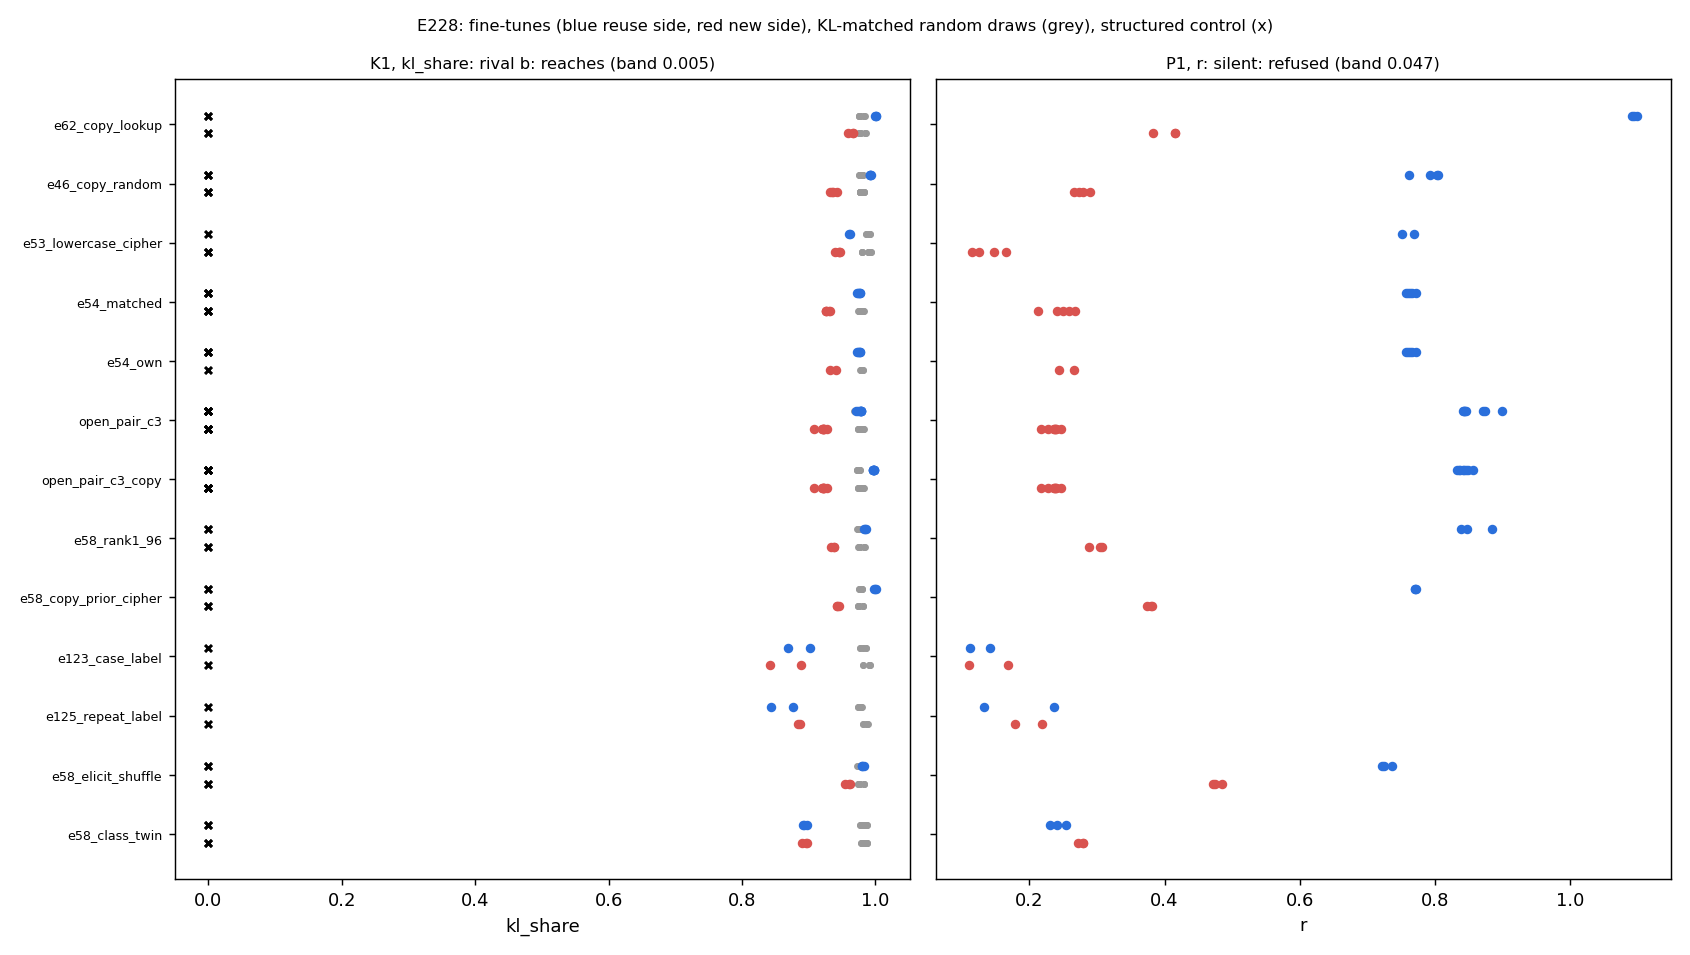 E228: fine-tunes (blue reuse side, red new side), KL-matched random draws (grey), structured control (x)
K1, kl_share: rival b: reaches (band 0.005)
P1, r: silent: refused (band 0.047)
e62_copy_lookup
e46_copy_random
e53_lowercase_cipher
e54_matched
e54_own
open_pair_c3
open_pair_c3_copy
e58_rank1_96
e58_copy_prior_cipher
e123_case_label
e125_repeat_label
e58_elicit_shuffle
e58_class_twin
0.0 0.2 0.4 0.6 0.8 1.0
0.2 0.4 0.6 0.8 1.0
kl_share
r